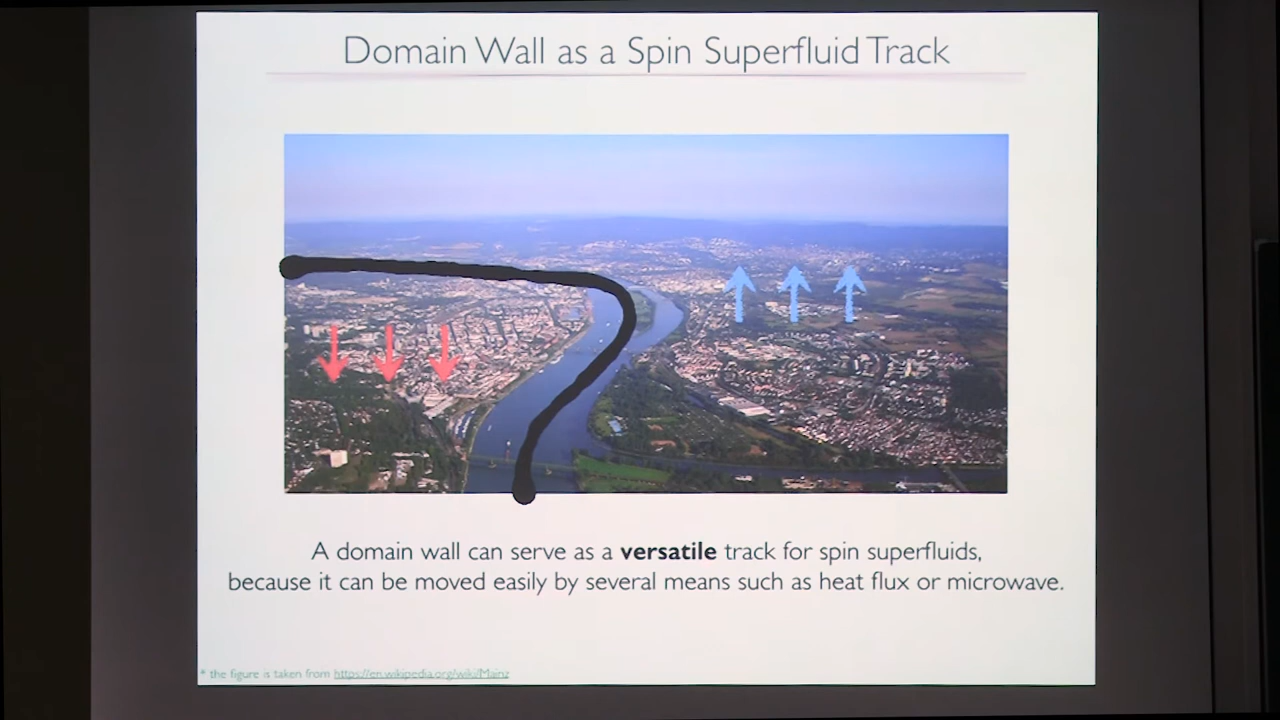 Domain Wall as a Spin Superfluid Track
A domain wall can serve as a versatile track for spin superfluids,
because it can be moved easily by several means such as heat flux or microwave.
* the figure is taken from https://en.wikipedia.org/wiki/Mainz